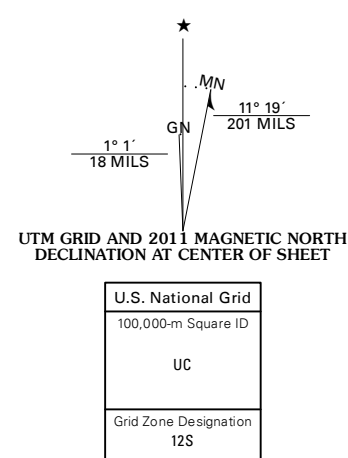 ★
MN
11° 19´
201 MILS
GN
1° 1´
18 MILS
UTM GRID AND 2011 MAGNETIC NORTH
DECLINATION AT CENTER OF SHEET
U.S. National Grid
100,000-m Square ID
UC
Grid Zone Designation
12S